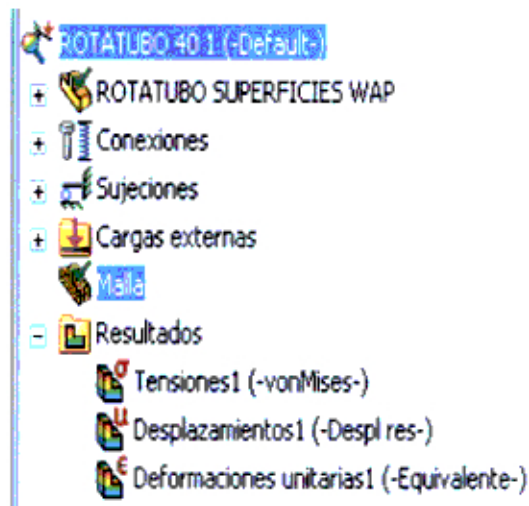 ROTATUBO 40 1 (-Default-)
ROTATUBO SUPERFICIES WAP
Conexiones
Sujeciones
Cargas externas
Malla
Resultados
Tensiones1 (-vonMises-)
Desplazamientos1 (-Despl res-)
Deformaciones unitarias1 (-Equivalente-)